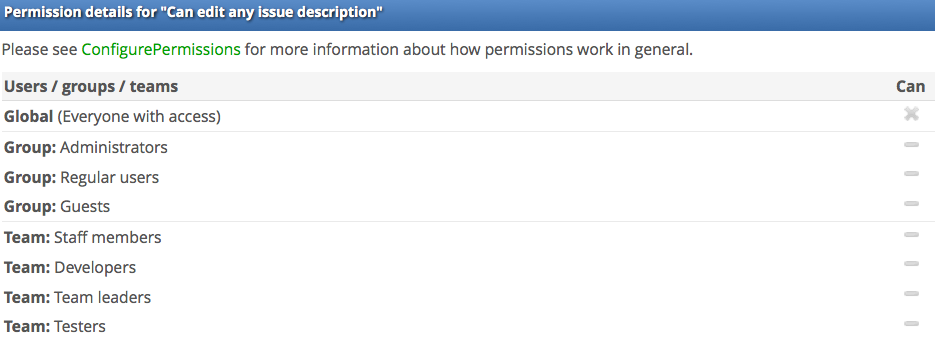 Permission details for "Can edit any issue description"
Please see ConfigurePermissions for more information about how permissions work in general.
Users / groups / teams Can
Global (Everyone with access)
Group: Administrators
Group: Regular users
Group: Guests
Team: Staff members
Team: Developers
Team: Team leaders
Team: Testers